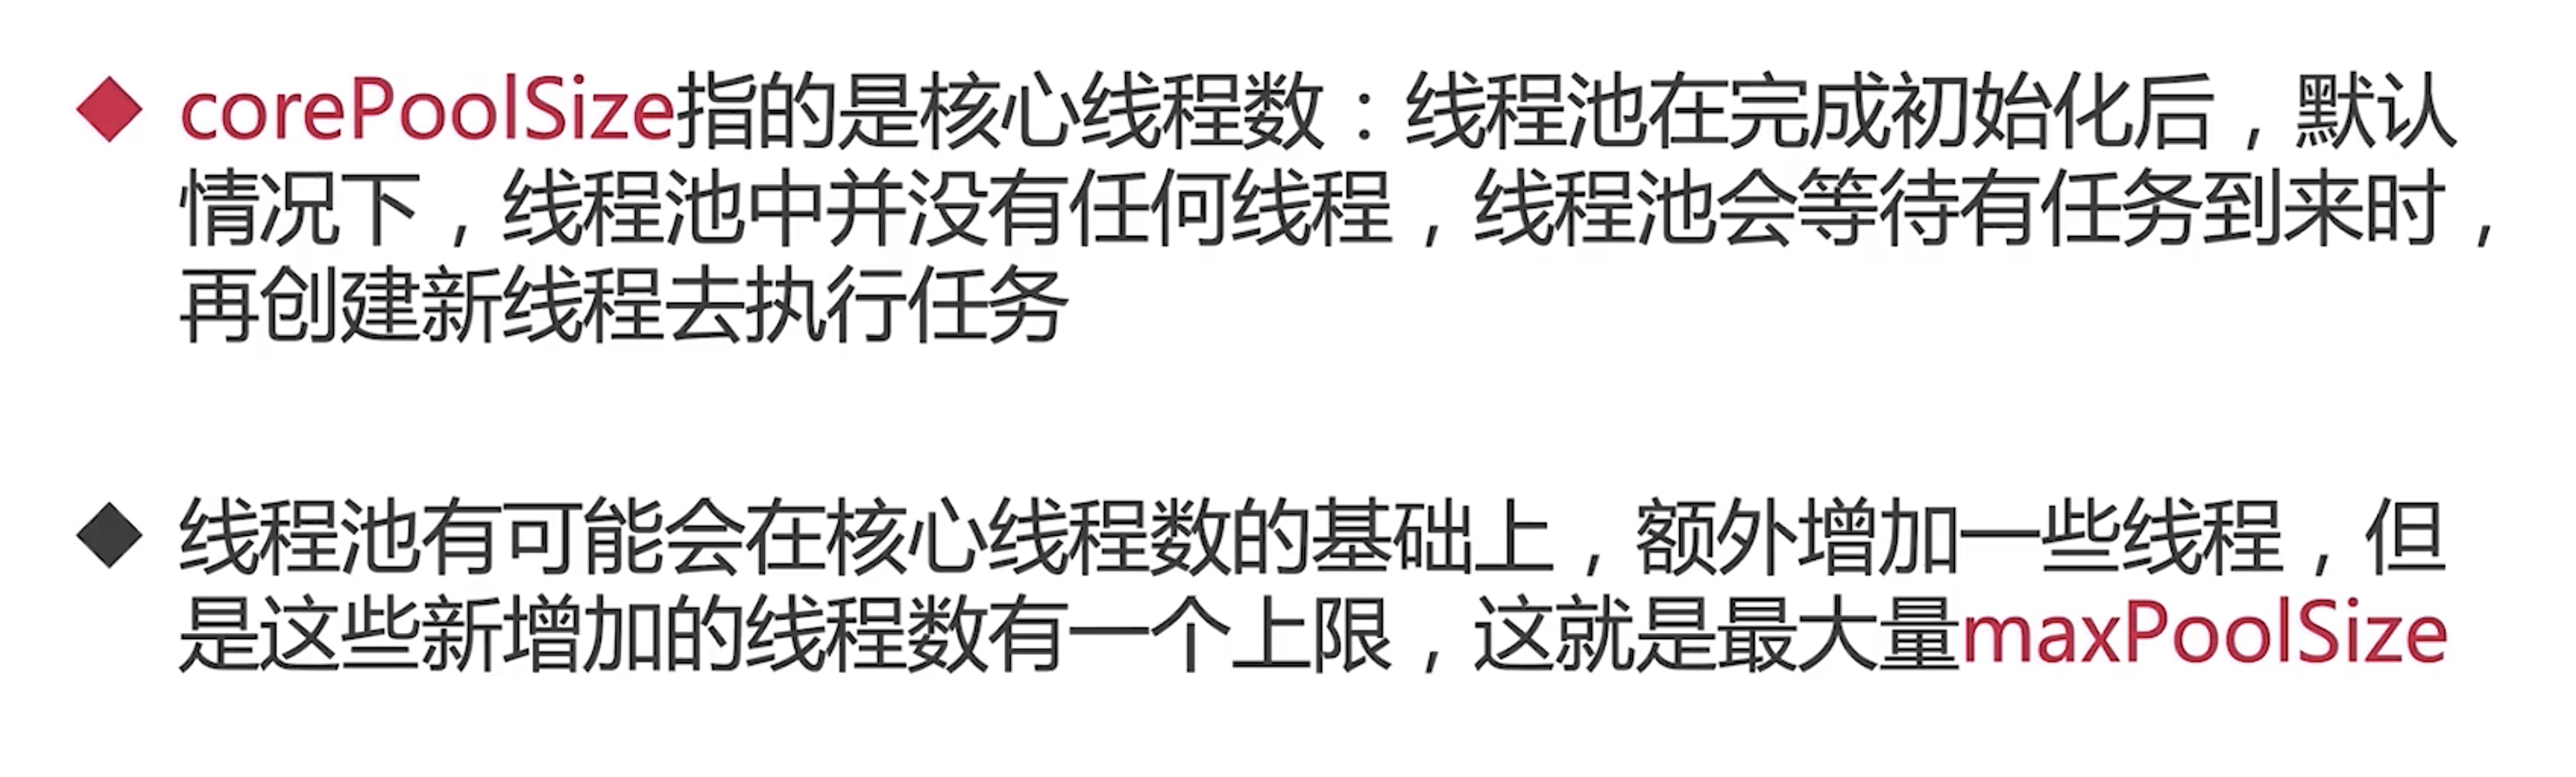 corePoolSize指的是核心线程数：线程池在完成初始化后，默认
情况下，线程池中并没有任何线程，线程池会等待有任务到来时，
再创建新线程去执行任务
线程池有可能会在核心线程数的基础上，额外增加一些线程，但
是这些新增加的线程数有一个上限，这就是最大量maxPoolSize